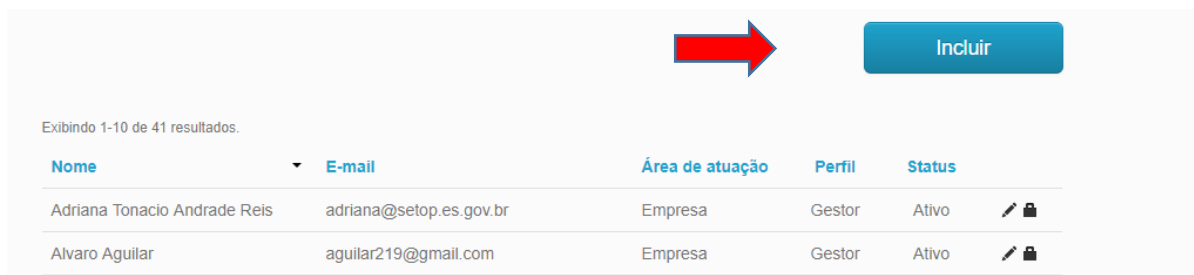 Incluir
Exibindo 1-10 de 41 resultados.
Nome E-mail Área de atuação Perfil Status
Adriana Tonacio Andrade Reis adriana@setop.es.gov.br Empresa Gestor Ativo
Alvaro Aguilar aguilar219@gmail.com Empresa Gestor Ativo